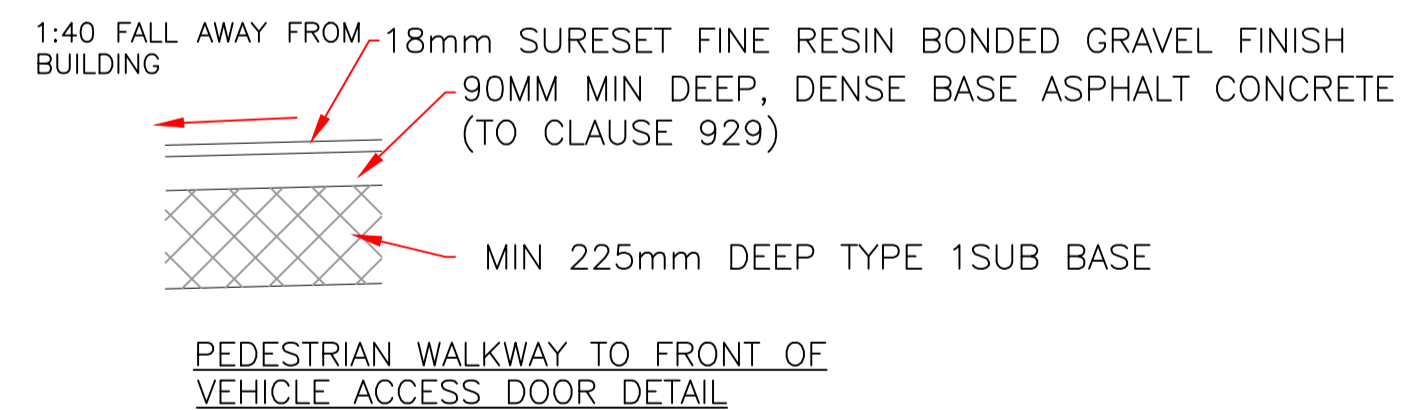 1:40 FALL AWAY FROM
BUILDING
18mm SURESET FINE RESIN BONDED GRAVEL FINISH
90MM MIN DEEP, DENSE BASE ASPHALT CONCRETE
(TO CLAUSE 929)
MIN 225mm DEEP TYPE 1SUB BASE
PEDESTRIAN WALKWAY TO FRONT OF
VEHICLE ACCESS DOOR DETAIL